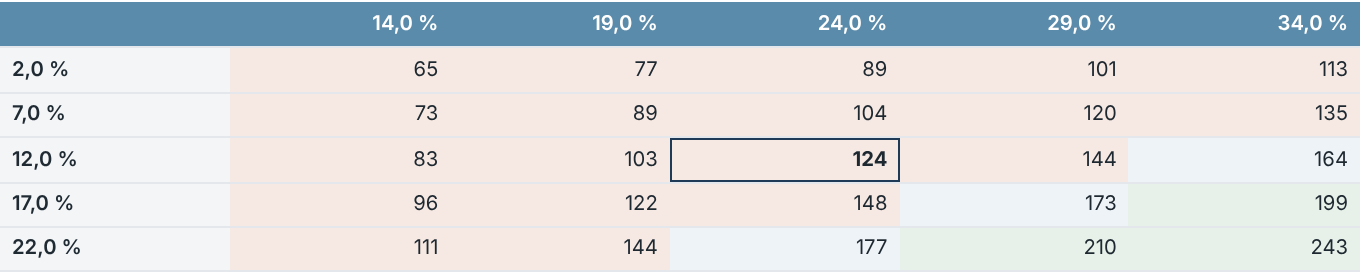 14,0 % 19,0 % 24,0 % 29,0 % 34,0 %
2,0 % 65 77 89 101 113
7,0 % 73 89 104 120 135
12,0 % 83 103 124 144 164
17,0 % 96 122 148 173 199
22,0 % 111 144 177 210 243